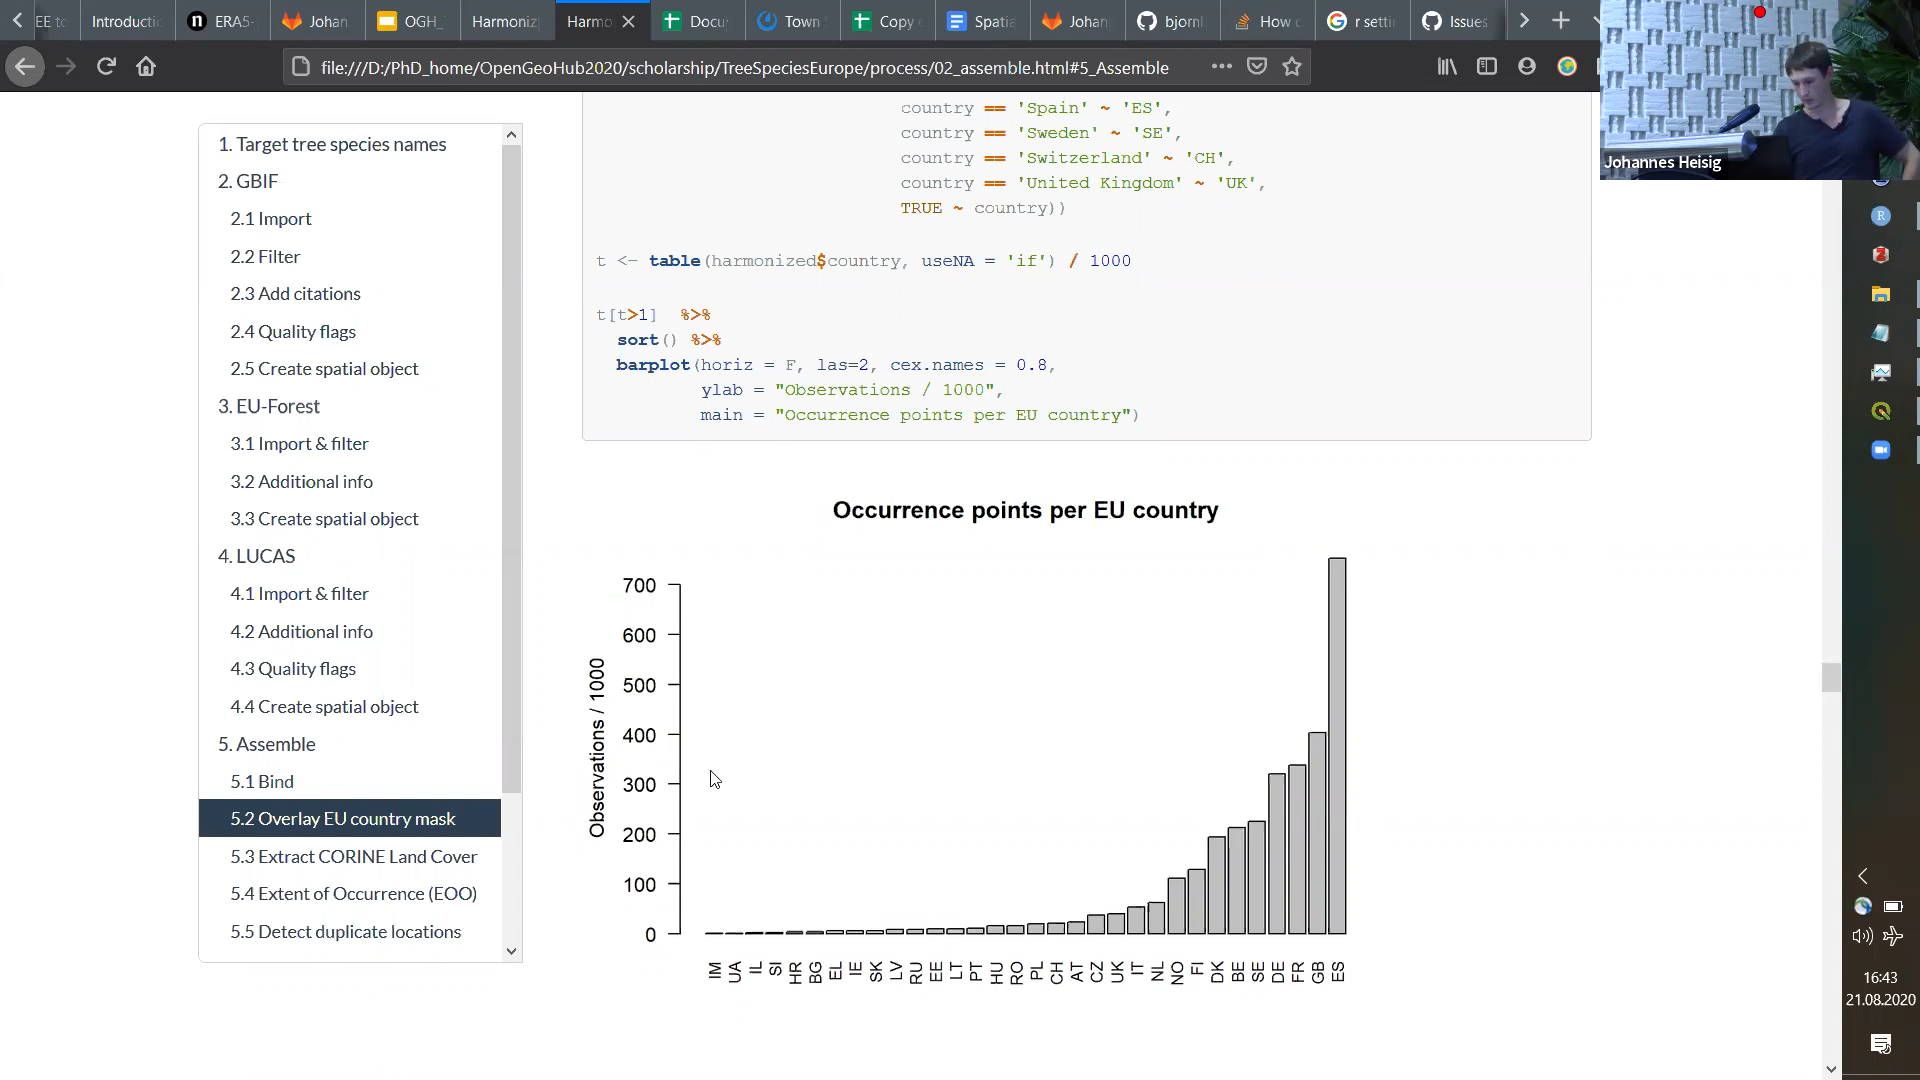 EE to
Introducti
ERA5-
Johan
OGH_
Harmoniz
Harmo
Docu
Town
Copy
Spatia
Johan
bjornl
How
r setti
Issues
file:///D:/PhD_home/OpenGeoHub2020/scholarship/TreeSpeciesEurope/process/02_assemble.html#5_Assemble
Johannes Heisig
1. Target tree species names
2. GBIF
2.1 Import
2.2 Filter
2.3 Add citations
2.4 Quality flags
2.5 Create spatial object
3. EU-Forest
3.1 Import & filter
3.2 Additional info
3.3 Create spatial object
4. LUCAS
4.1 Import & filter
4.2 Additional info
4.3 Quality flags
4.4 Create spatial object
5. Assemble
5.1 Bind
5.2 Overlay EU country mask
5.3 Extract CORINE Land Cover
5.4 Extent of Occurrence (EOO)
5.5 Detect duplicate locations
country == 'Spain' ~ 'ES',
country == 'Sweden' ~ 'SE',
country == 'Switzerland' ~ 'CH',
country == 'United Kingdom' ~ 'UK',
TRUE ~ country))
t <- table(harmonized$country, useNA = 'if') / 1000
t[t>1] %>%
sort() %>%
barplot(horiz = F, las=2, cex.names = 0.8,
ylab = "Observations / 1000",
main = "Occurrence points per EU country")
Occurrence points per EU country
Observations / 1000
700
600
500
400
300
200
100
0
IM UA IL SI HR BG EL IE SK LV RU EE LT PT HU RO PL CH AT CZ UK IT NL NO FI DK BE SE DE FR GB ES
R
Z
16:43
21.08.2020